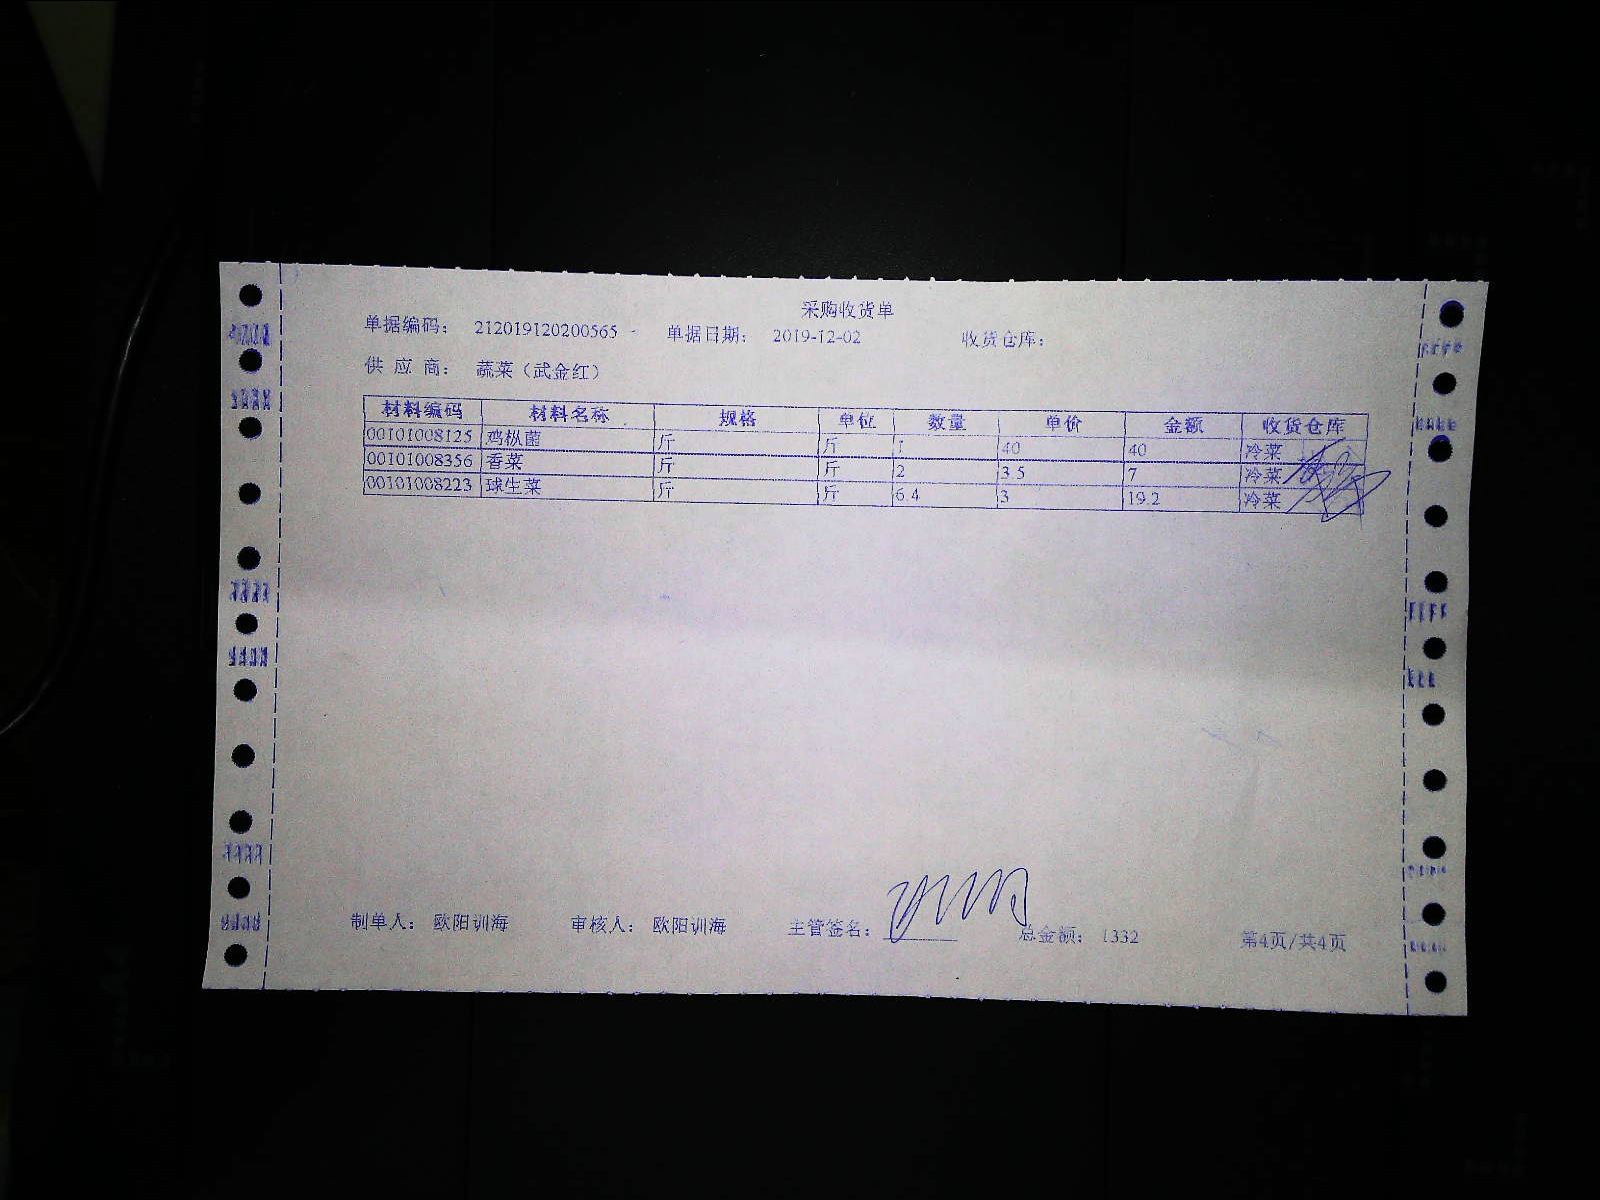 采购收货单
单据编码： 212019120200565 - 单据日期： 2019-12-02 收货仓库：
供 应 商： 蔬菜（武金红）
材料编码 材料名称 规格 单位 数量 单价 金额 收货仓库
00101008125 鸡枞菌 斤 斤 1 40 40 冷菜
00101008356 香菜 斤 斤 2 3.5 7 冷菜
00101008223 球生菜 斤 斤 6.4 3 19.2 冷菜
制单人： 欧阳训海 审核人： 欧阳训海 主管签名： 总金额： 1332 第4页/共4页